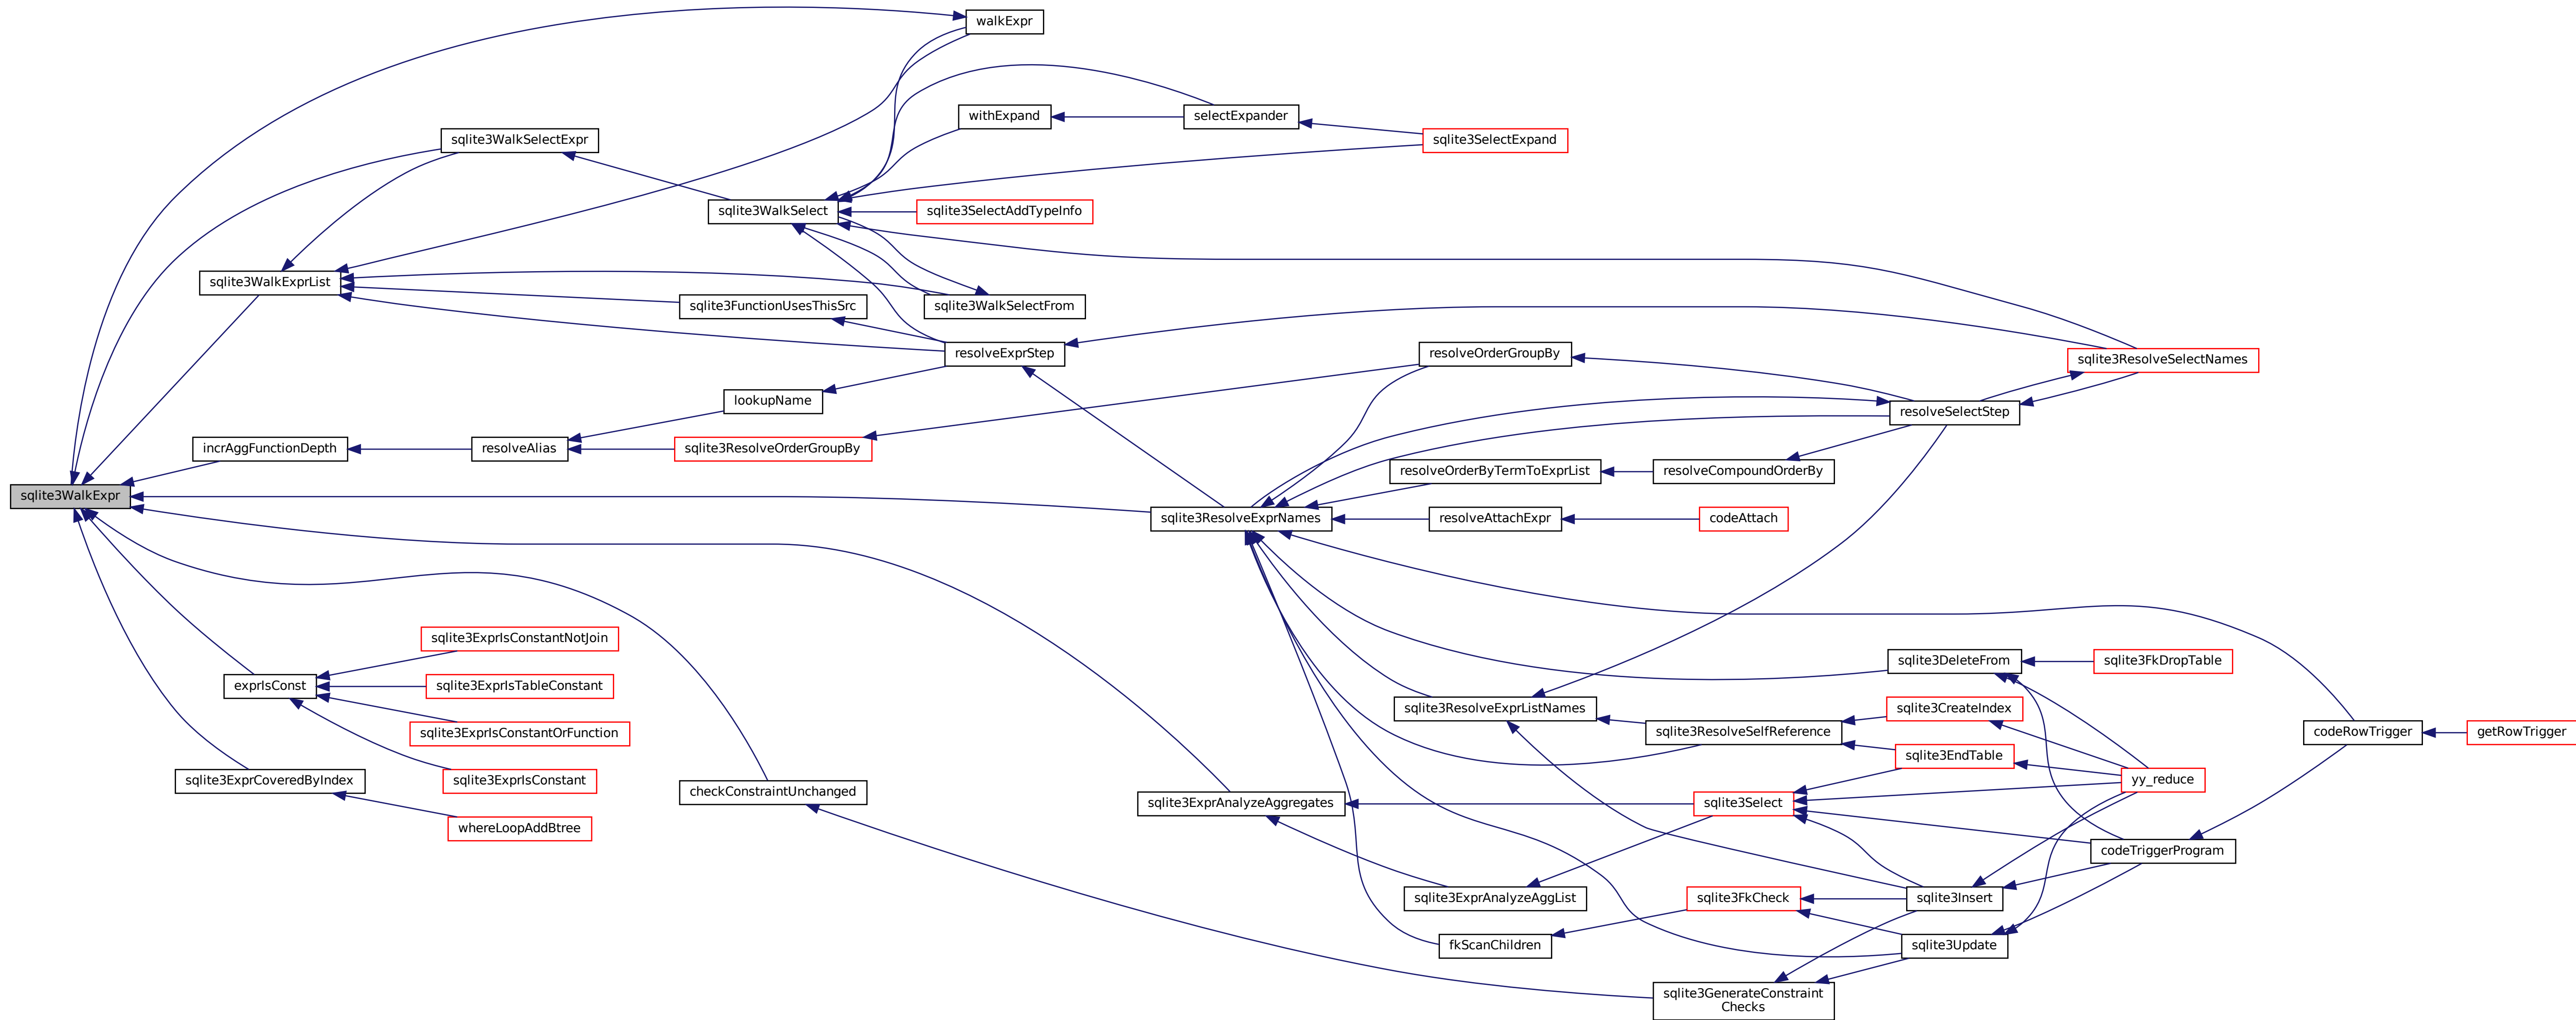 walkExpr
withExpand
selectExpander
sqlite3SelectExpand
sqlite3WalkSelectExpr
sqlite3WalkSelect
sqlite3SelectAddTypeInfo
sqlite3WalkExprList
sqlite3FunctionUsesThisSrc
sqlite3WalkSelectFrom
resolveExprStep
resolveOrderGroupBy
sqlite3ResolveSelectNames
lookupName
resolveSelectStep
incrAggFunctionDepth
resolveAlias
sqlite3ResolveOrderGroupBy
resolveOrderByTermToExprList
resolveCompoundOrderBy
sqlite3WalkExpr
sqlite3ResolveExprNames
resolveAttachExpr
codeAttach
sqlite3ExprIsConstantNotJoin
exprIsConst
sqlite3ExprIsTableConstant
sqlite3ExprIsConstantOrFunction
sqlite3ExprIsConstant
sqlite3DeleteFrom
sqlite3FkDropTable
sqlite3ResolveExprListNames
sqlite3CreateIndex
sqlite3ResolveSelfReference
codeRowTrigger
getRowTrigger
sqlite3EndTable
yy_reduce
sqlite3ExprCoveredByIndex
whereLoopAddBtree
checkConstraintUnchanged
sqlite3ExprAnalyzeAggregates
sqlite3Select
codeTriggerProgram
sqlite3ExprAnalyzeAggList
sqlite3FkCheck
sqlite3Insert
fkScanChildren
sqlite3Update
sqlite3GenerateConstraint
Checks